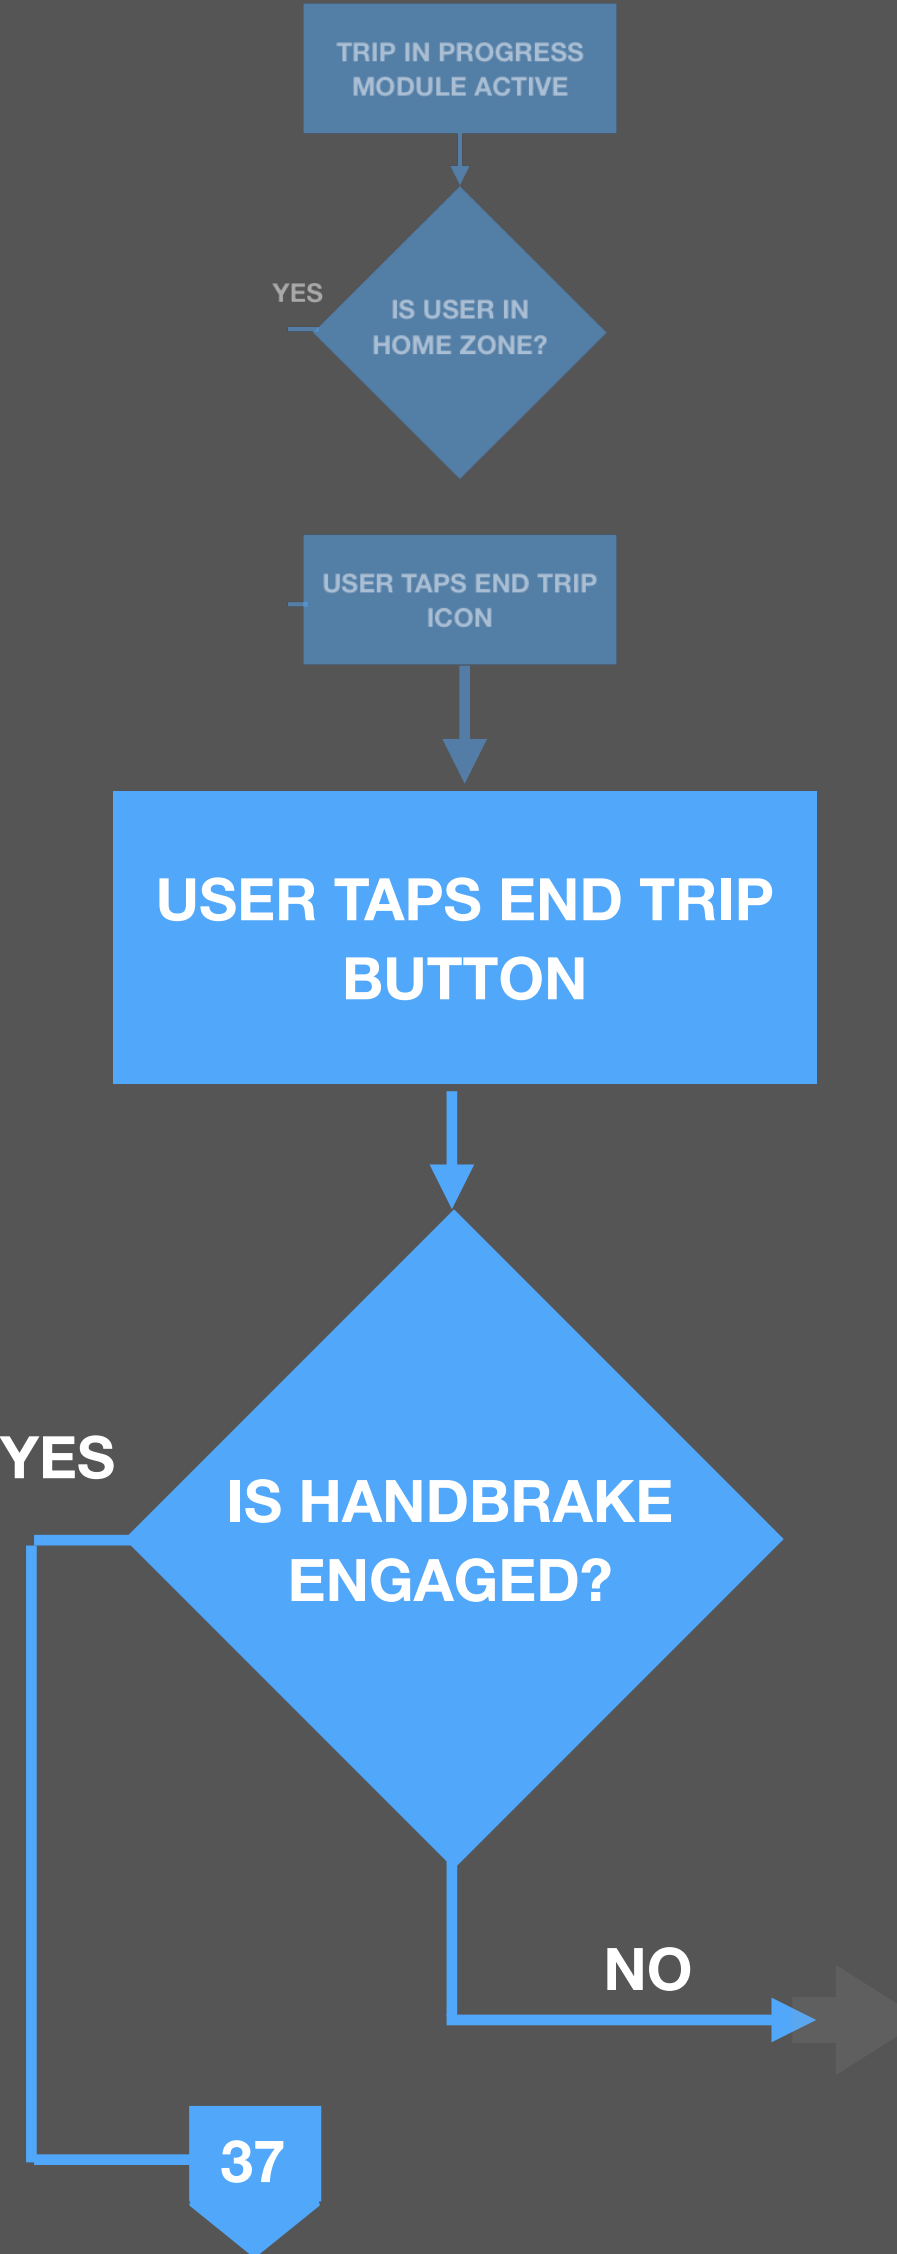 TRIP IN PROGRESS
MODULE ACTIVE
YES
IS USER IN
HOME ZONE?
USER TAPS END TRIP
ICON
USER TAPS END TRIP
BUTTON
YES
IS HANDBRAKE
ENGAGED?
NO
37